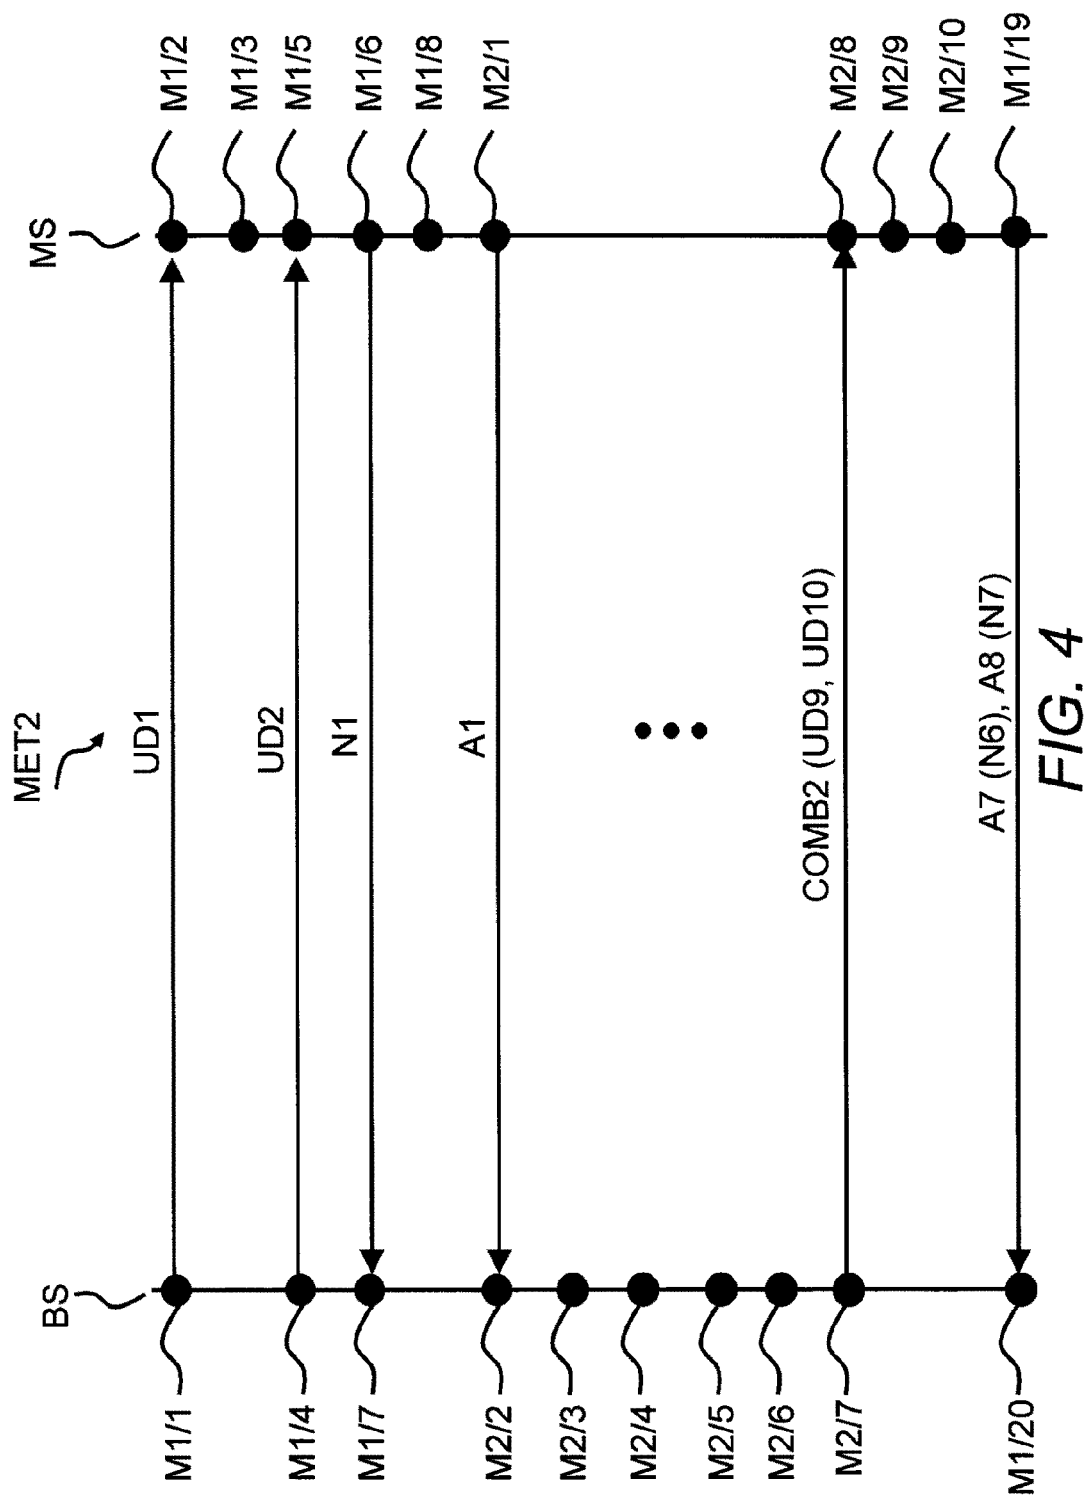 MET2
BS
MS
M1/1
UD1
M1/2
M1/3
M1/4
UD2
M1/5
M1/7
N1
M1/6
M1/8
M2/2
A1
M2/1
M2/3
M2/4
M2/5
M2/6
M2/7
COMB2 (UD9, UD10)
M2/8
M2/9
M2/10
M1/20
A7 (N6), A8 (N7)
M1/19
FIG. 4